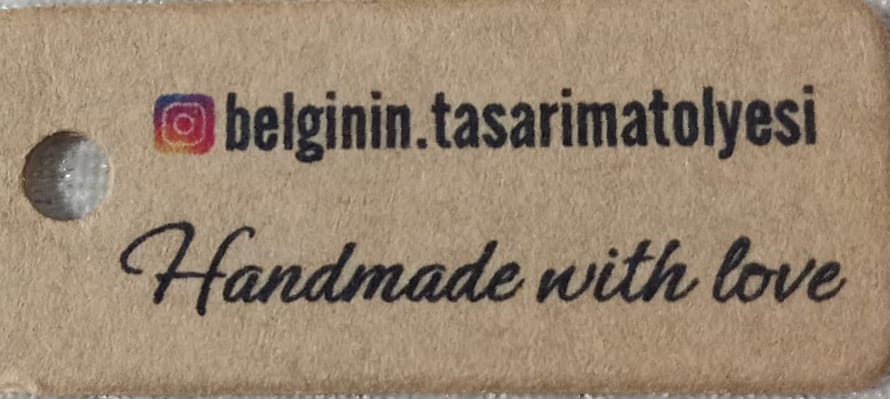 belginin.tasarimatolyesi
Handmade with love